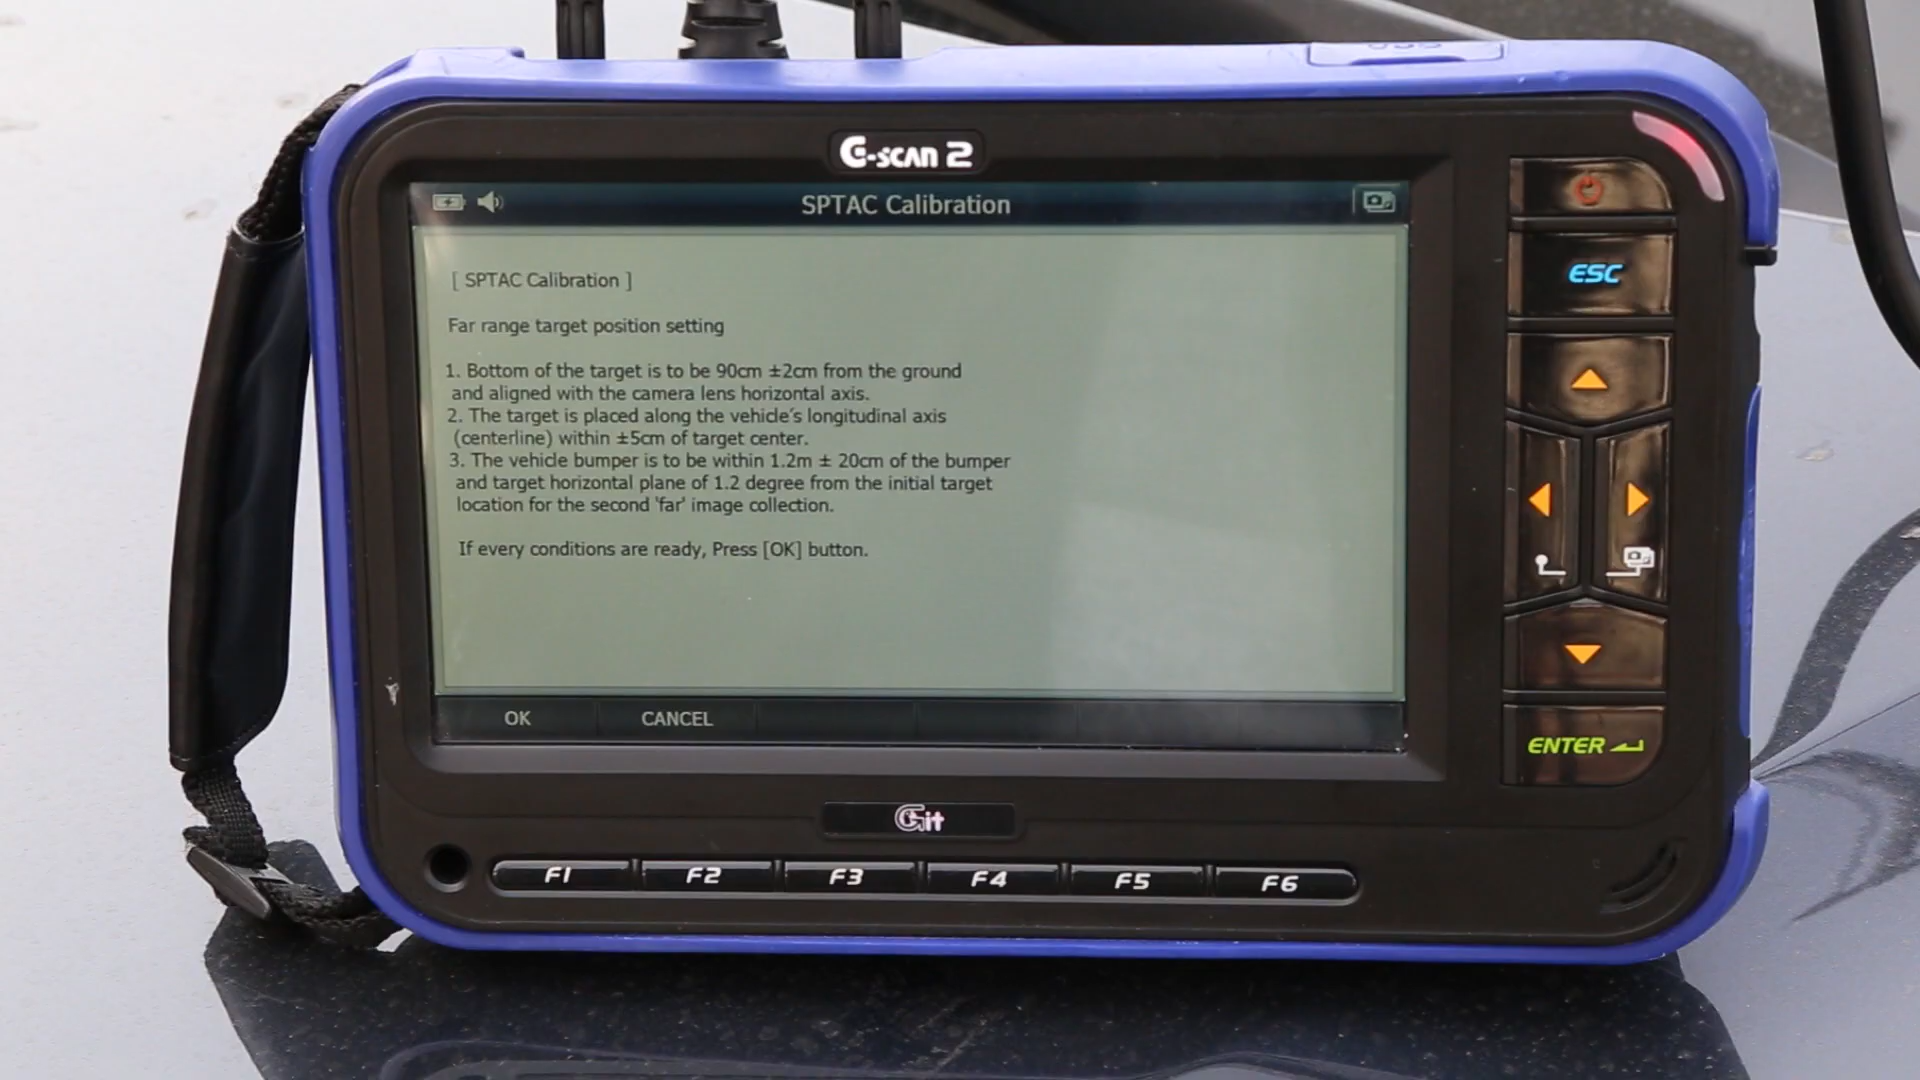 G-SCAN 2
SPTAC Calibration
[ SPTAC Calibration ]
Far range target position setting
1. Bottom of the target is to be 90cm ±2cm from the ground
and aligned with the camera lens horizontal axis.
2. The target is placed along the vehicle's longitudinal axis
(centerline) within ±5cm of target center.
3. The vehicle bumper is to be within 1.2m ± 20cm of the bumper
and target horizontal plane of 1.2 degree from the initial target
location for the second 'far' image collection.
If every conditions are ready, Press [OK] button.
OK CANCEL
ESC
ENTER
Git
F1 F2 F3 F4 F5 F6